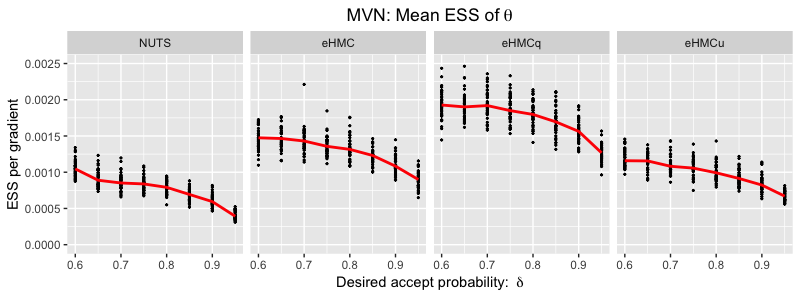 MVN: Mean ESS of θ
NUTS eHMC eHMCq eHMCu
ESS per gradient
0.0025
0.0020
0.0015
0.0010
0.0005
0.0000
0.6 0.7 0.8 0.9 0.6 0.7 0.8 0.9 0.6 0.7 0.8 0.9 0.6 0.7 0.8 0.9
Desired accept probability: δ